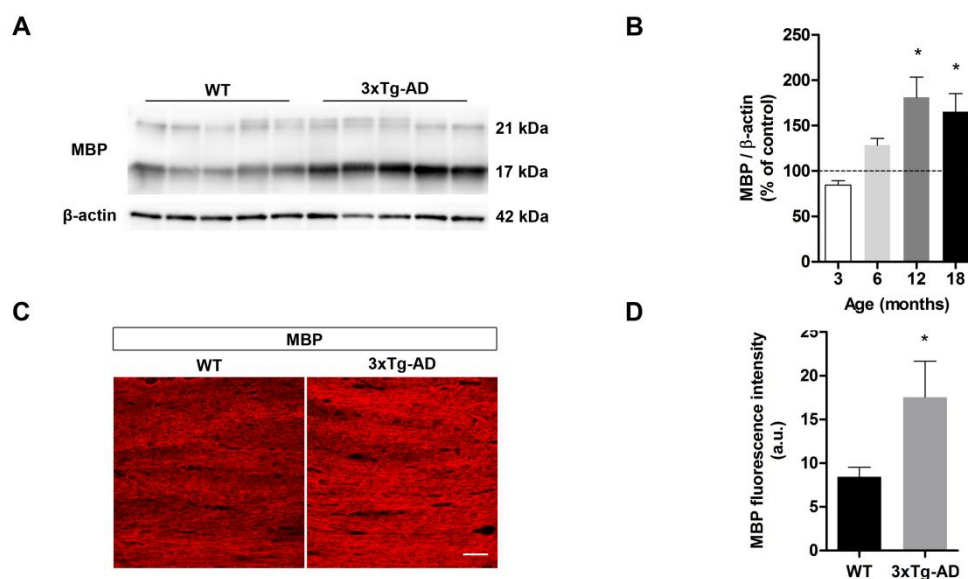 A
WT
3xTg-AD
MBP
21 kDa
17 kDa
β-actin
42 kDa
B
MBP / β-actin
(% of control)
250
200
150
100
50
0
*
*
3 6 12 18
Age (months)
C
MBP
WT
3xTg-AD
D
MBP fluorescence intensity
(a.u.)
25
20
15
10
5
0
*
WT 3xTg-AD